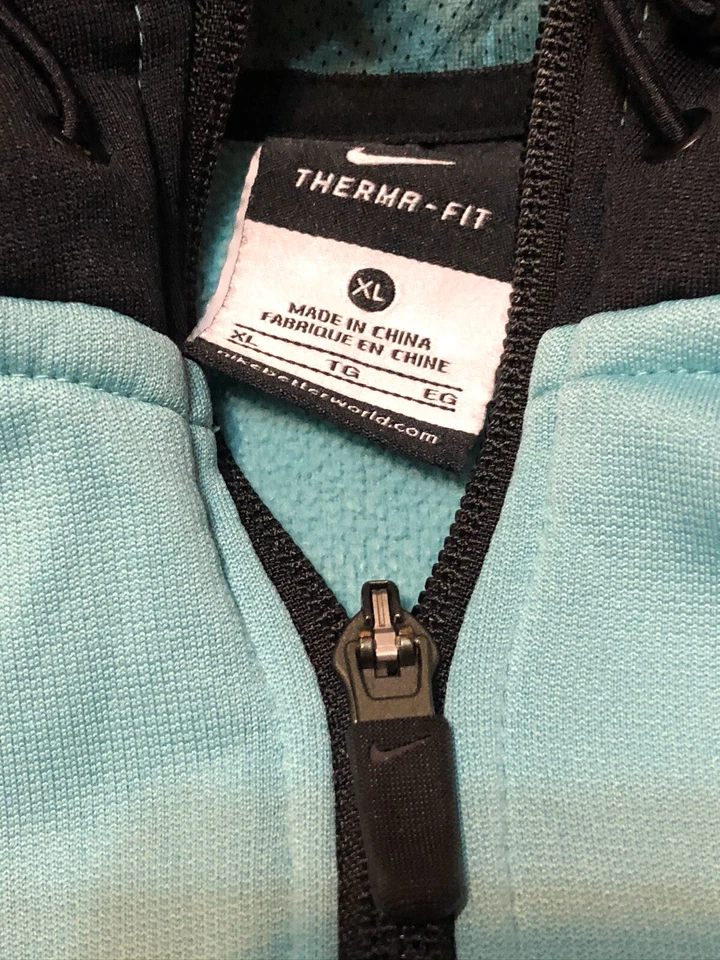 THERMA-FIT
XL
MADE IN CHINA
FABRIQUE EN CHINE
XL TG EG
nikebetterworld.com